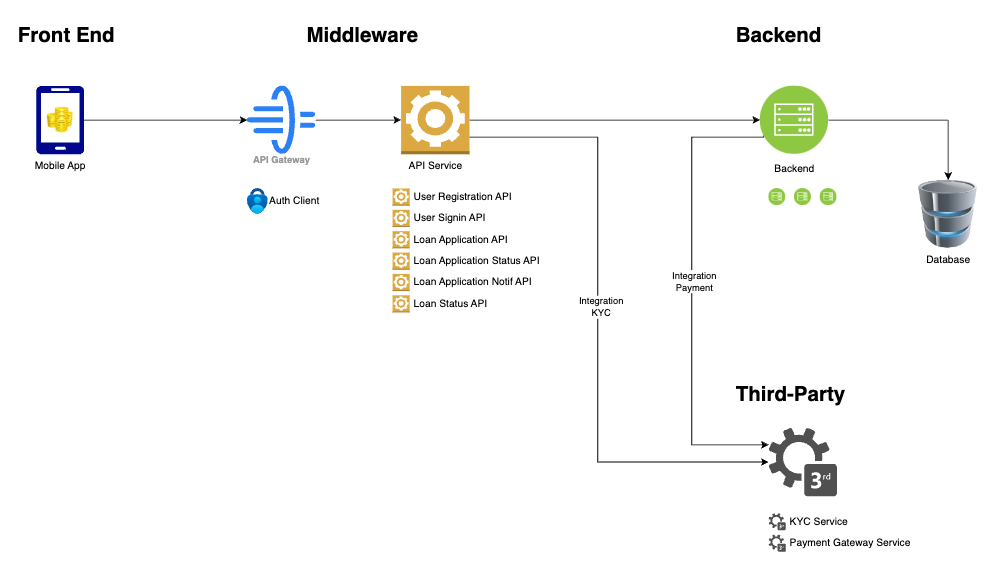 Front End
Middleware
Backend
Mobile App
API Gateway
API Service
Backend
Auth Client
User Registration API
User Signin API
Loan Application API
Loan Application Status API
Loan Application Notif API
Loan Status API
Database
Integration
Payment
Integration
KYC
Third-Party
3rd
KYC Service
Payment Gateway Service